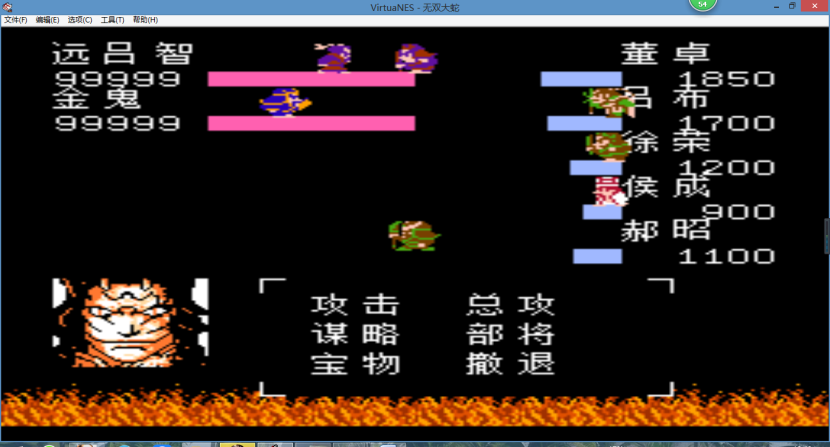 54
VirtuaNES - 无双大蛇
文件(F) 编辑(E) 选项(C) 工具(T) 帮助(H)
远吕智 董卓
99999 1850
金鬼 吕布
99999 1700
徐荣
1200
侯成
900
郝昭
1100
攻击 总攻
谋略 部将
宝物 撤退